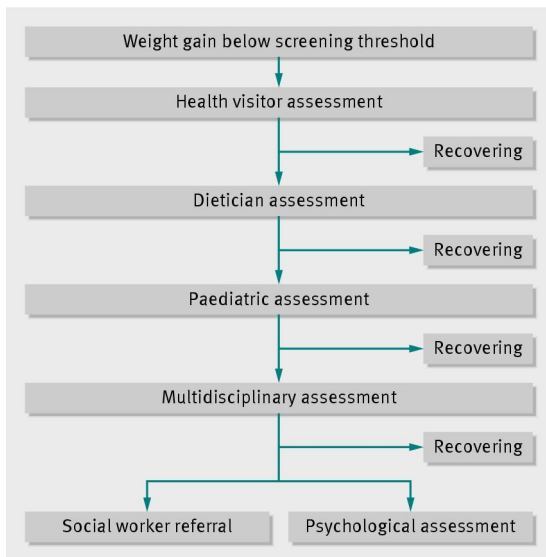 Weight gain below screening threshold
Health visitor assessment
Recovering
Dietician assessment
Recovering
Paediatric assessment
Recovering
Multidisciplinary assessment
Recovering
Social worker referral
Psychological assessment